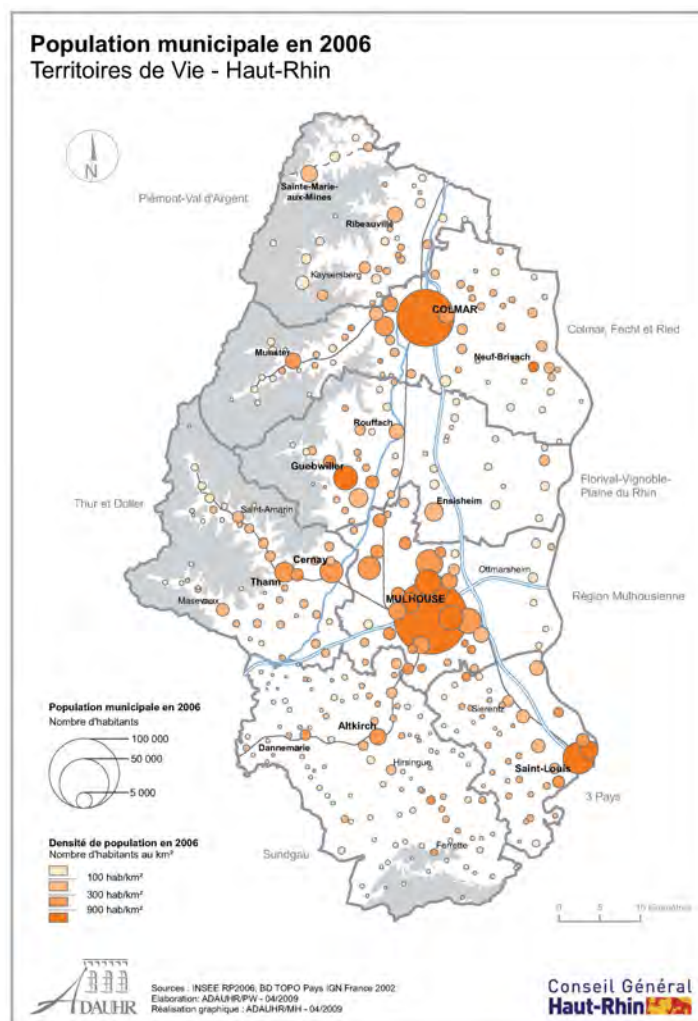 Population municipale en 2006
Territoires de Vie - Haut-Rhin
N
Piémont-Val d'Argent
Sainte-Marie-
aux-Mines
Ribeauvillé
Kaysersberg
COLMAR
Colmar, Fecht et Ried
Munster
Neuf-Brisach
Rouffach
Guebwiller
Florival-Vignoble-
Plaine du Rhin
Thur et Doller
Saint-Amarin
Ensisheim
Cernay
Thann
Ottmarsheim
Masevaux
MULHOUSE
Région Mulhousienne
Population municipale en 2006
Nombre d'habitants
100 000
50 000
5 000
Sierentz
Altkirch
Dannemarie
Hirsingue
Saint-Louis
3 Pays
Ferrette
Sundgau
Densité de population en 2006
Nombre d'habitants au km²
100 hab/km²
300 hab/km²
900 hab/km²
0 5 10 Kilomètres
ADAUHR
Sources : INSEE RP2006, BD TOPO Pays IGN France 2002
Elaboration: ADAUHR/PW - 04/2009
Réalisation graphique : ADAUHR/MH - 04/2009
Conseil Général
Haut-Rhin